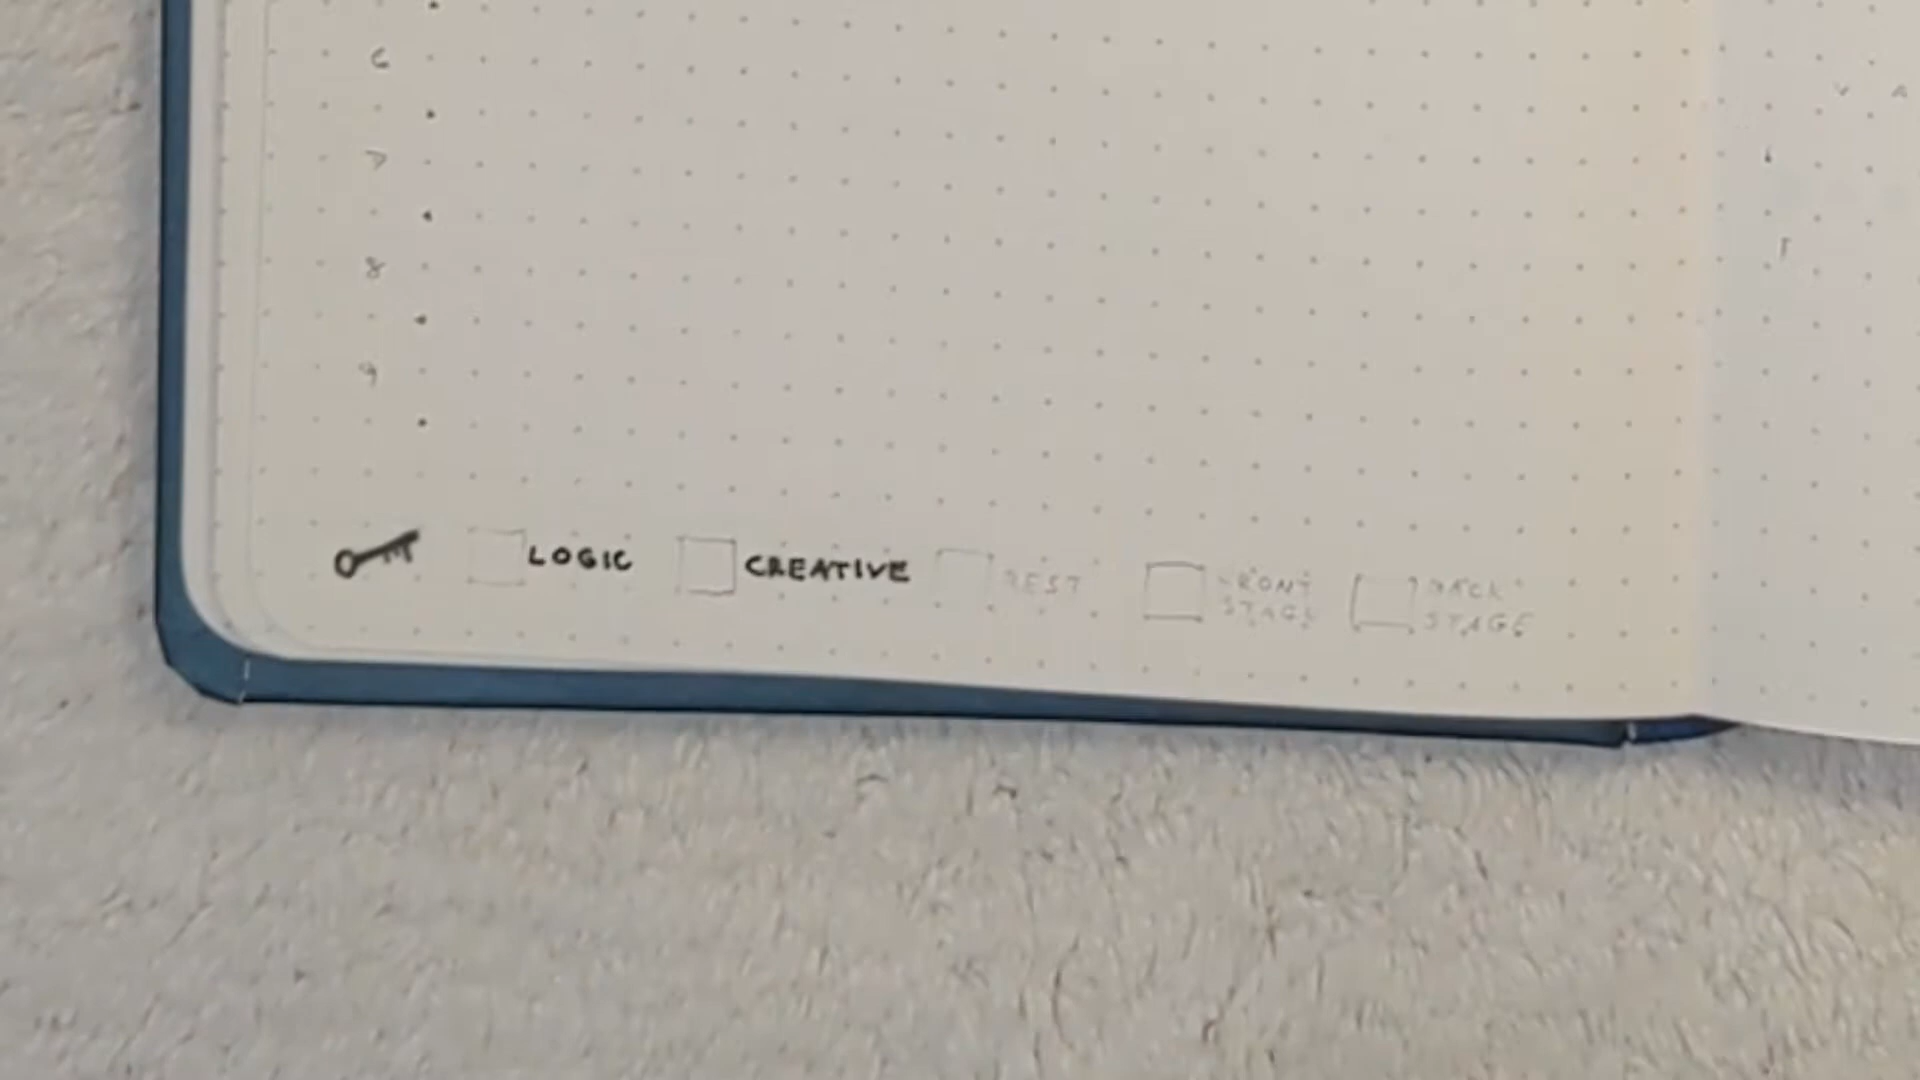 6
7
8
9
LOGIC
CREATIVE
REST
FRONT
STAGE
BACK
STAGE